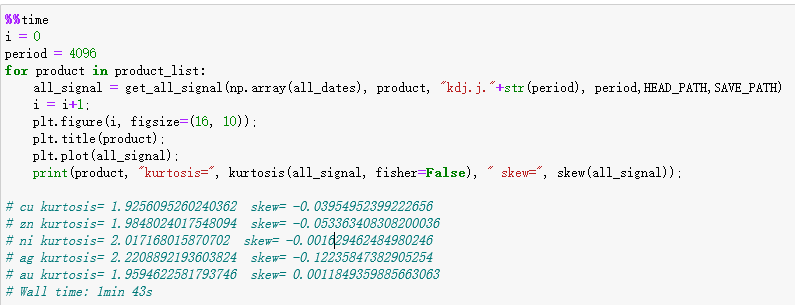 %%time
i = 0
period = 4096
for product in product_list:
    all_signal = get_all_signal(np.array(all_dates), product, "kdj.j."+str(period), period,HEAD_PATH,SAVE_PATH)
    i = i+1;
    plt.figure(i, figsize=(16, 10));
    plt.title(product);
    plt.plot(all_signal);
    print(product, "kurtosis=", kurtosis(all_signal, fisher=False), " skew=", skew(all_signal));
# cu kurtosis= 1.9256095260240362  skew= -0.03954952399222656
# zn kurtosis= 1.9848024017548094  skew= -0.053363408308200036
# ni kurtosis= 2.017168015870702  skew= -0.001629462484980246
# ag kurtosis= 2.2208892193603824  skew= -0.12235847382905254
# au kurtosis= 1.9594622581793746  skew= 0.0011849359885663063
# Wall time: 1min 43s